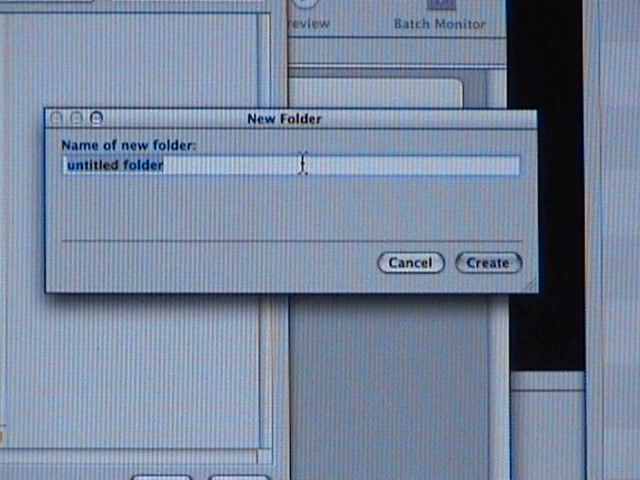 review
Batch Monitor
New Folder
Name of new folder:
untitled folder
Cancel
Create